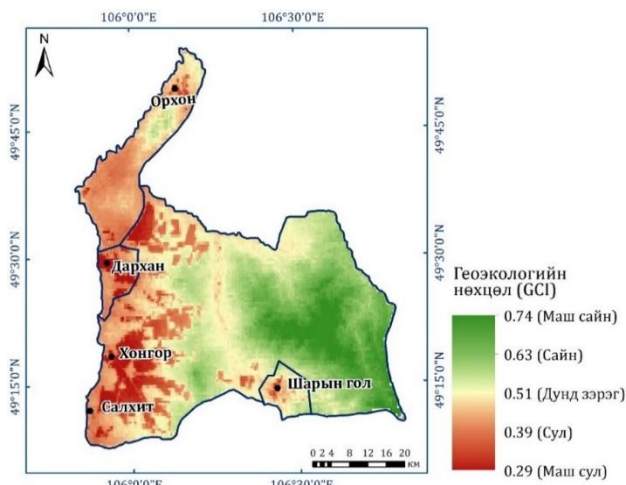 106°0'0"E
106°30'0"E
N
Орхон
49°45'0"N
49°45'0"N
49°30'0"N
49°30'0"N
Дархан
Геоэкологийн
нөхцөл (GCI)
0.74 (Маш сайн)
0.63 (Сайн)
0.51 (Дунд зэрэг)
0.39 (Сул)
0.29 (Маш сул)
Хонгор
49°15'0"N
49°15'0"N
Шарын гол
Салхит
0 2 4 8 12 16 20
км
106°0'0"E
106°30'0"E